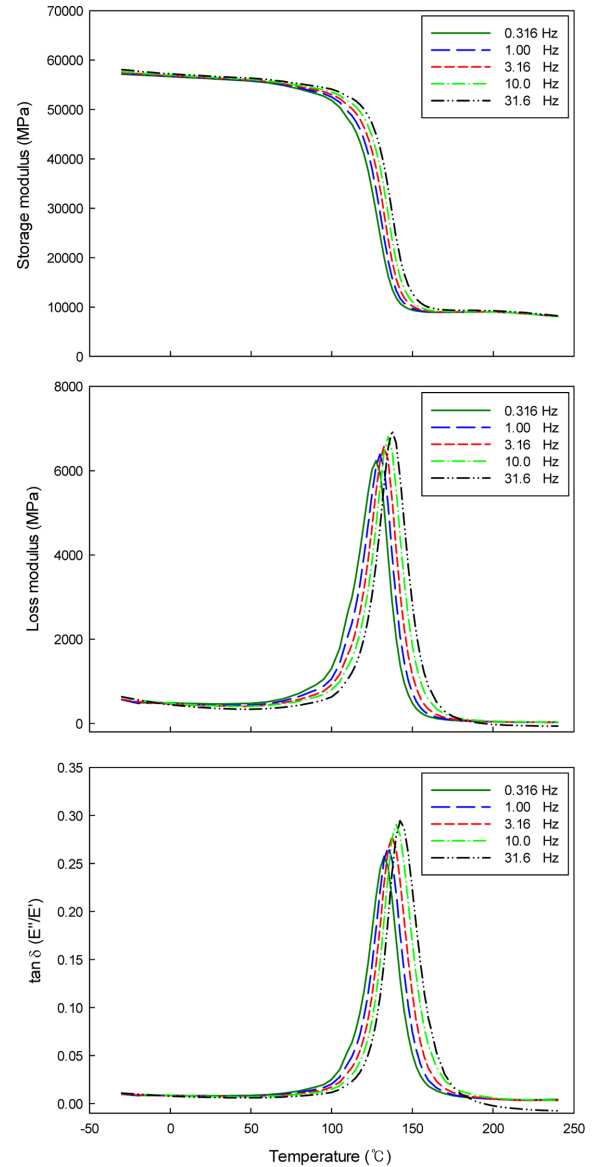 Storage modulus (MPa)
70000
60000
50000
40000
30000
20000
10000
0
0.316 Hz
1.00 Hz
3.16 Hz
10.0 Hz
31.6 Hz
Loss modulus (MPa)
8000
6000
4000
2000
0
0.316 Hz
1.00 Hz
3.16 Hz
10.0 Hz
31.6 Hz
tan δ (E"/E')
0.35
0.30
0.25
0.20
0.15
0.10
0.05
0.00
0.316 Hz
1.00 Hz
3.16 Hz
10.0 Hz
31.6 Hz
-50 0 50 100 150 200 250
Temperature (℃)